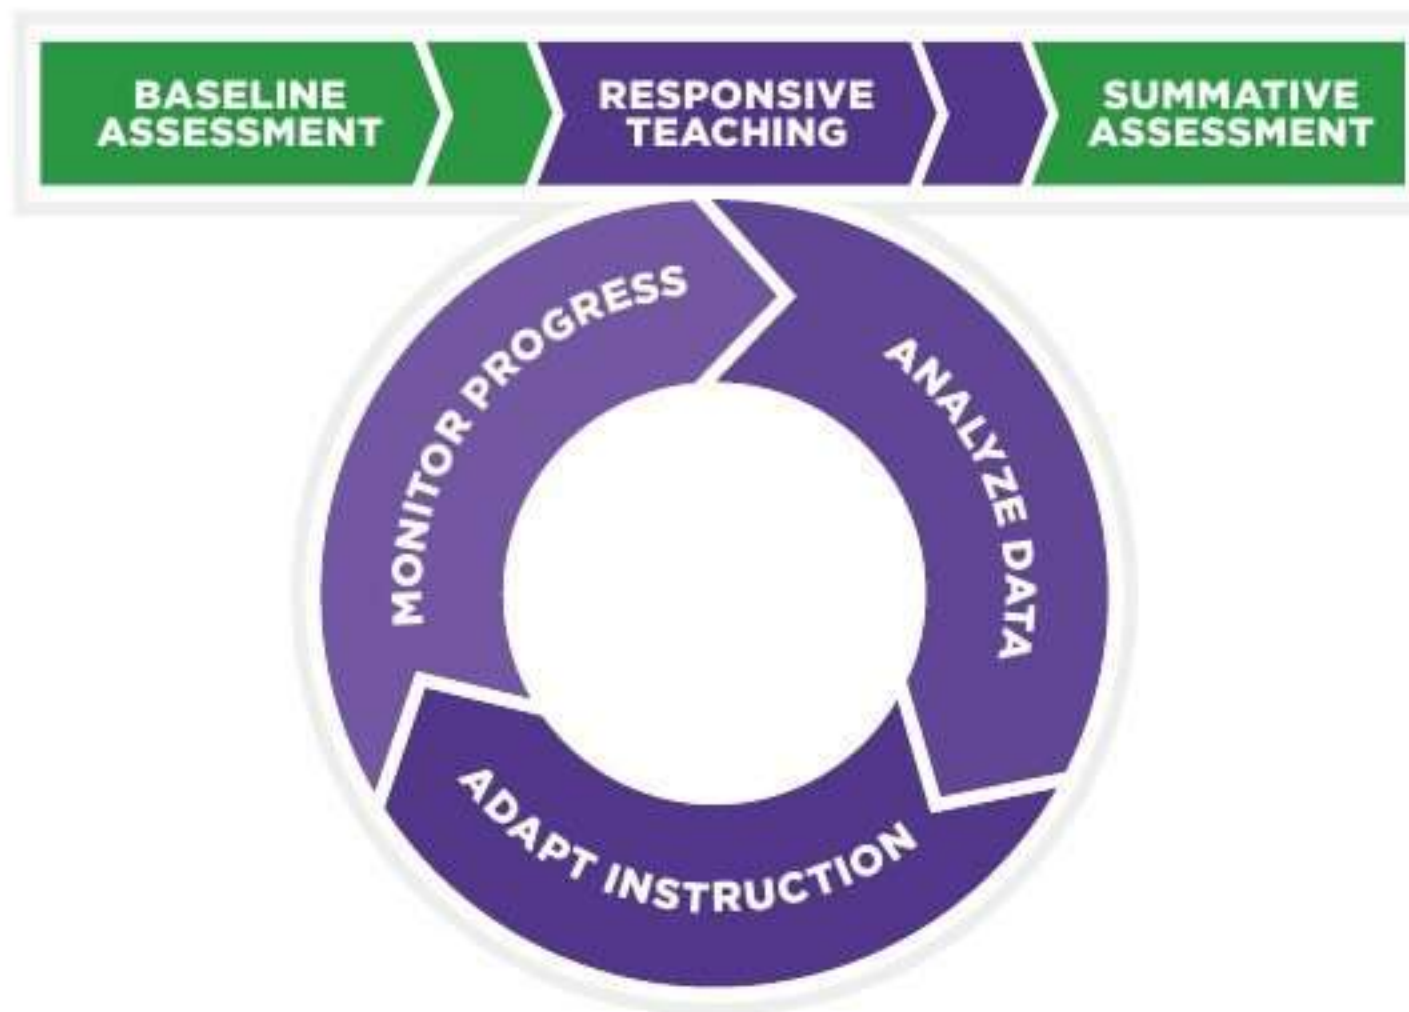 BASELINE
ASSESSMENT
RESPONSIVE
TEACHING
SUMMATIVE
ASSESSMENT
MONITOR PROGRESS
ANALYZE DATA
ADAPT INSTRUCTION